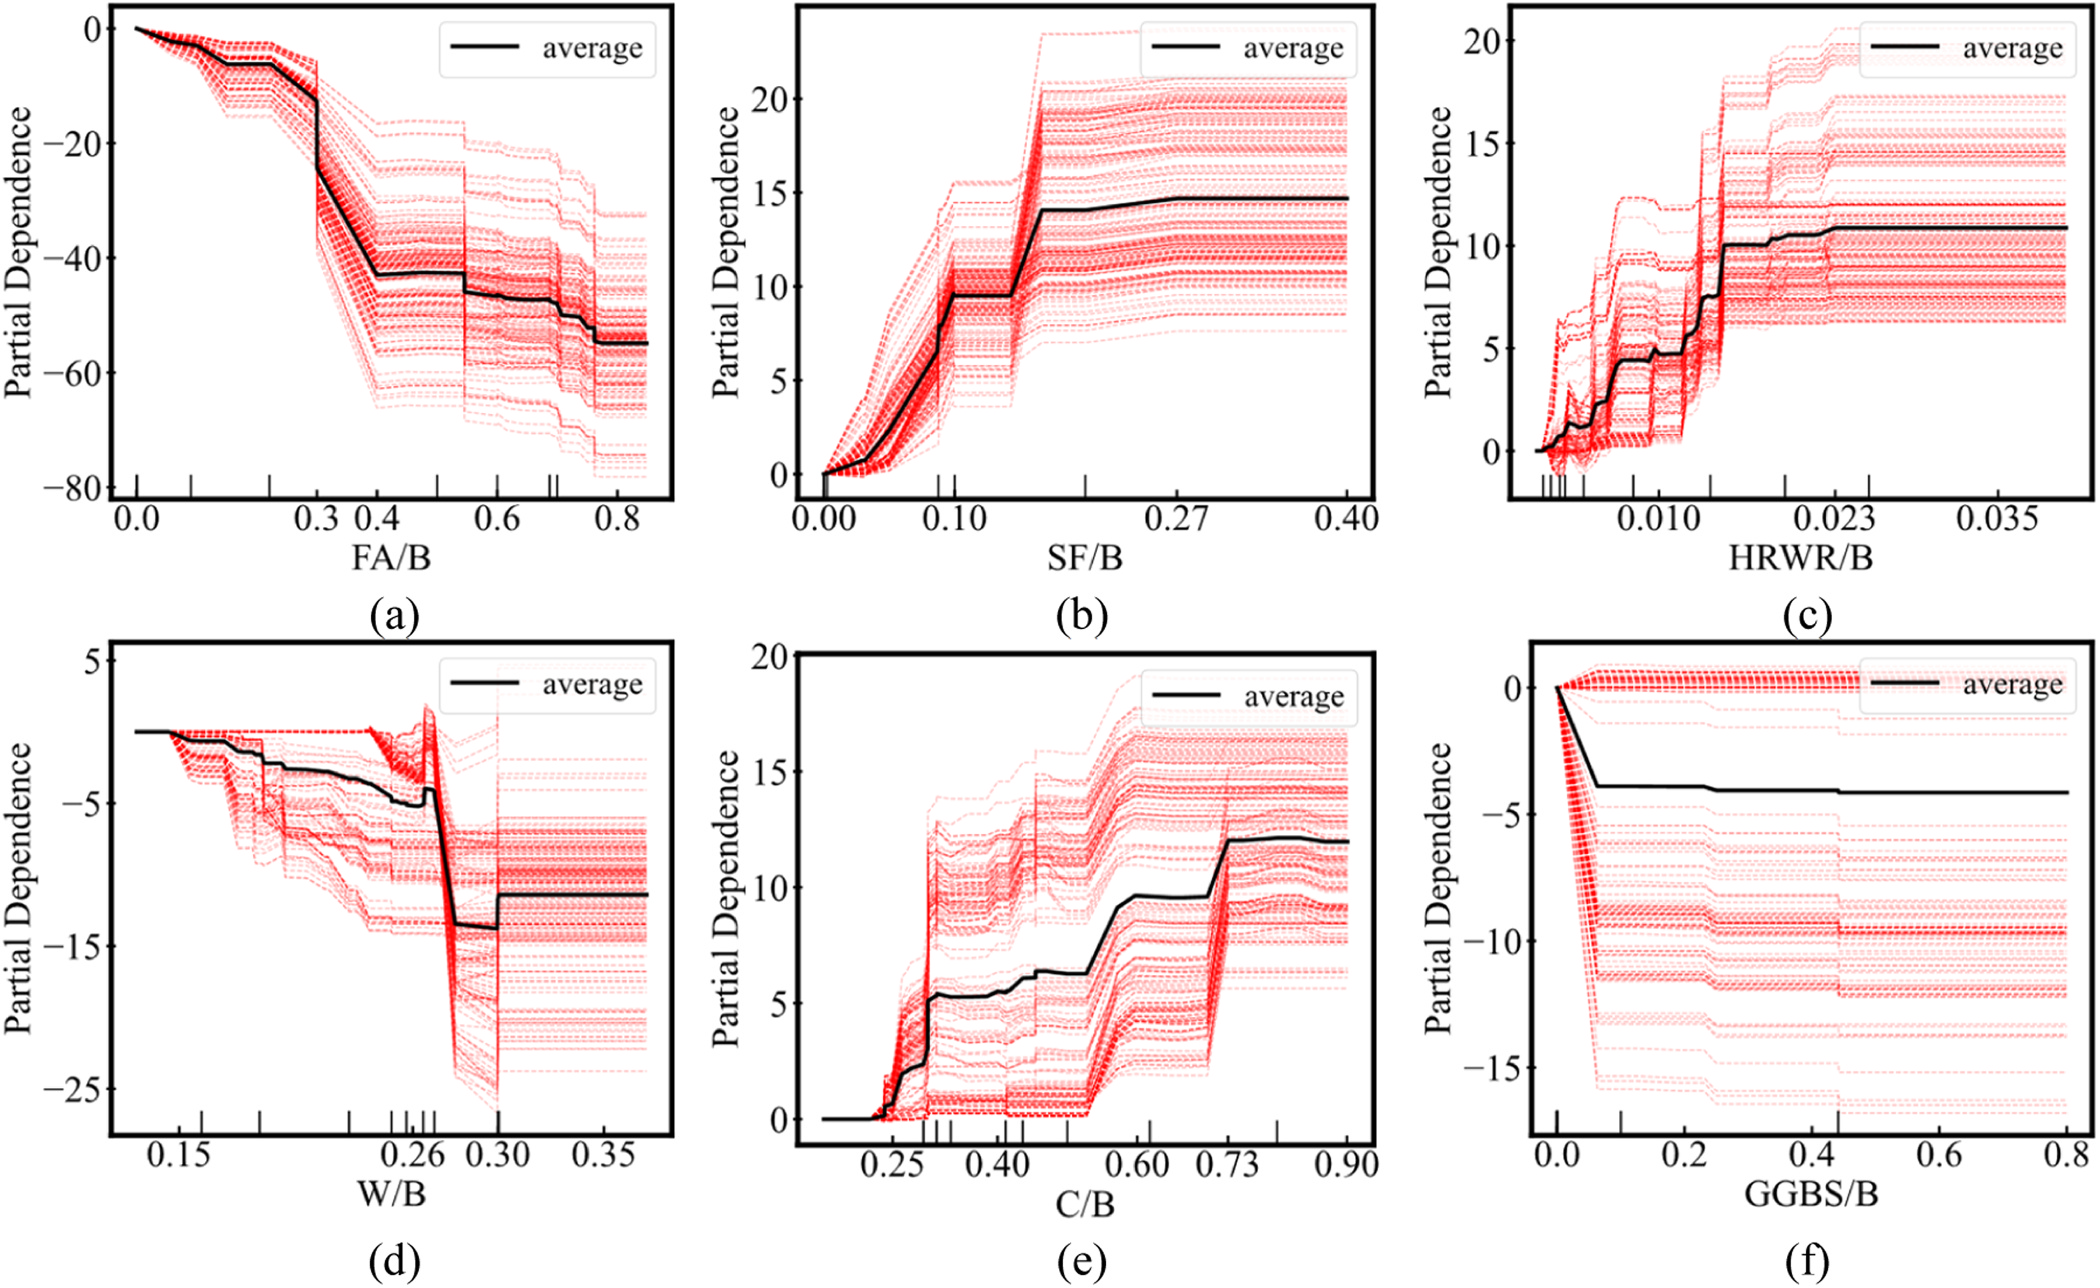 Partial Dependence
0
−20
−40
−60
−80
average
0.0 0.3 0.4 0.6 0.8
FA/B
(a)
Partial Dependence
20
15
10
5
0
average
0.00 0.10 0.27 0.40
SF/B
(b)
Partial Dependence
20
15
10
5
0
average
0.010 0.023 0.035
HRWR/B
(c)
Partial Dependence
5
−5
−15
−25
average
0.15 0.26 0.30 0.35
W/B
(d)
Partial Dependence
20
15
10
5
0
average
0.25 0.40 0.60 0.73 0.90
C/B
(e)
Partial Dependence
0
−5
−10
−15
average
0.0 0.2 0.4 0.6 0.8
GGBS/B
(f)